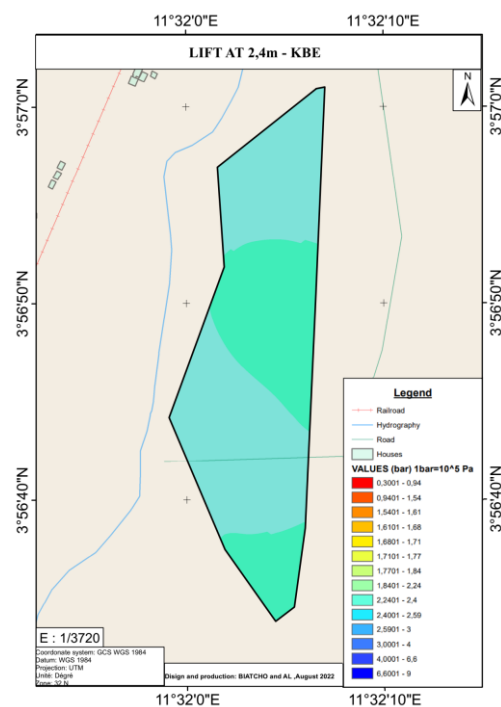 11°32'0"E 11°32'10"E
LIFT AT 2,4m - KBE
N
3°57'0"N 3°57'0"N
3°56'50"N 3°56'50"N
3°56'40"N 3°56'40"N
Legend
Railroad
Hydrography
Road
Houses
VALUES (bar) 1bar=10^5 Pa
0,3001 - 0,94
0,9401 - 1,54
1,5401 - 1,61
1,6101 - 1,68
1,6801 - 1,71
1,7101 - 1,77
1,7701 - 1,84
1,8401 - 2,24
2,2401 - 2,4
2,4001 - 2,59
2,5901 - 3
3,0001 - 4
4,0001 - 6,6
6,6001 - 9
E : 1/3720
Coordonate system: GCS WGS 1984
Datum: WGS 1984
Projection: UTM
Unité: Dégré
Zone: 32 N
Disign and production: BIATCHO and AL ,August 2022
11°32'0"E 11°32'10"E